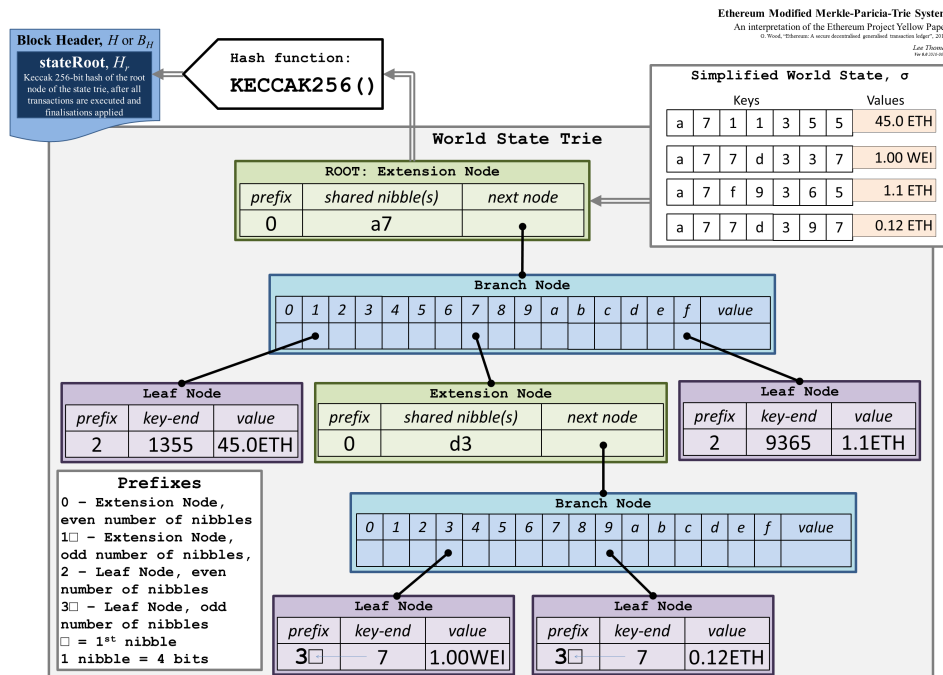 Ethereum Modified Merkle-Paricia-Trie System
An interpretation of the Ethereum Project Yellow Paper
G. Wood, "Ethereum: A secure decentralised generalised transaction ledger", 201
Lee Thomas
Block Header, H or B_H
stateRoot, H_r
Keccak 256-bit hash of the root
node of the state trie, after all
transactions are executed and
finalisations applied
Hash function:
KECCAK256()
Simplified World State, σ
Keys Values
a 7 1 1 3 5 5 45.0 ETH
a 7 7 d 3 3 7 1.00 WEI
a 7 f 9 3 6 5 1.1 ETH
a 7 7 d 3 9 7 0.12 ETH
World State Trie
ROOT: Extension Node
prefix shared nibble(s) next node
0 a7
Branch Node
0 1 2 3 4 5 6 7 8 9 a b c d e f value
Leaf Node
prefix key-end value
2 1355 45.0ETH
Extension Node
prefix shared nibble(s) next node
0 d3
Leaf Node
prefix key-end value
2 9365 1.1ETH
Branch Node
0 1 2 3 4 5 6 7 8 9 a b c d e f value
Prefixes
0 – Extension Node,
even number of nibbles
1□ – Extension Node,
odd number of nibbles,
2 – Leaf Node, even
number of nibbles
3□ – Leaf Node, odd
number of nibbles
□ = 1st nibble
1 nibble = 4 bits
Leaf Node
prefix key-end value
3□ 7 1.00WEI
Leaf Node
prefix key-end value
3□ 7 0.12ETH